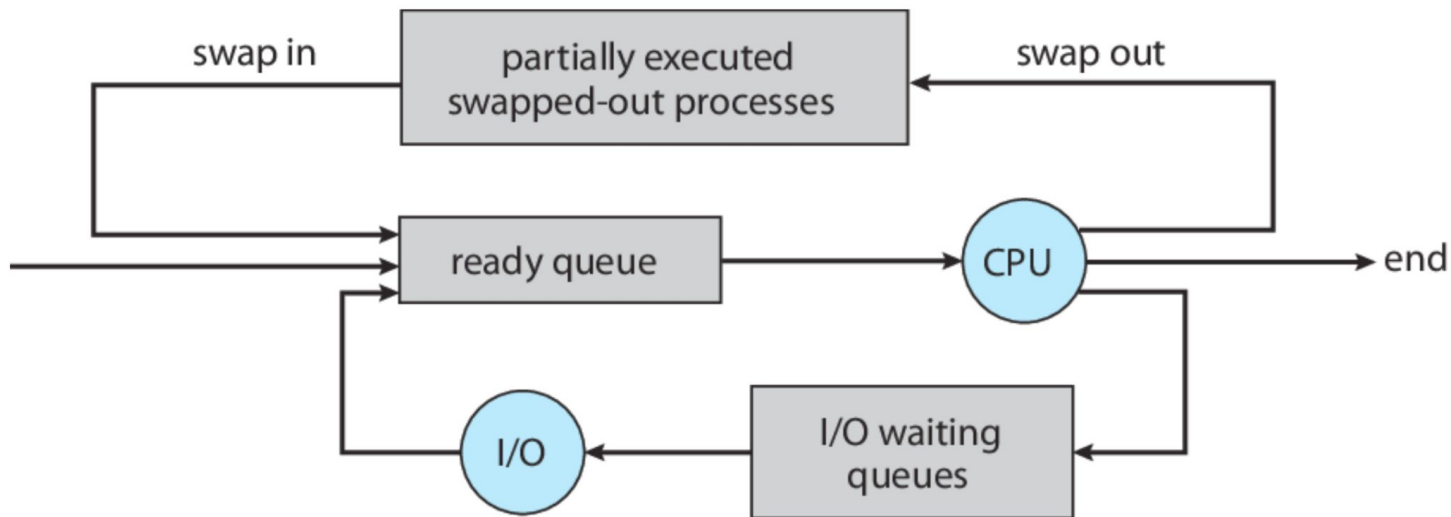 swap in
partially executed
swapped-out processes
swap out
ready queue
CPU
end
I/O
I/O waiting
queues